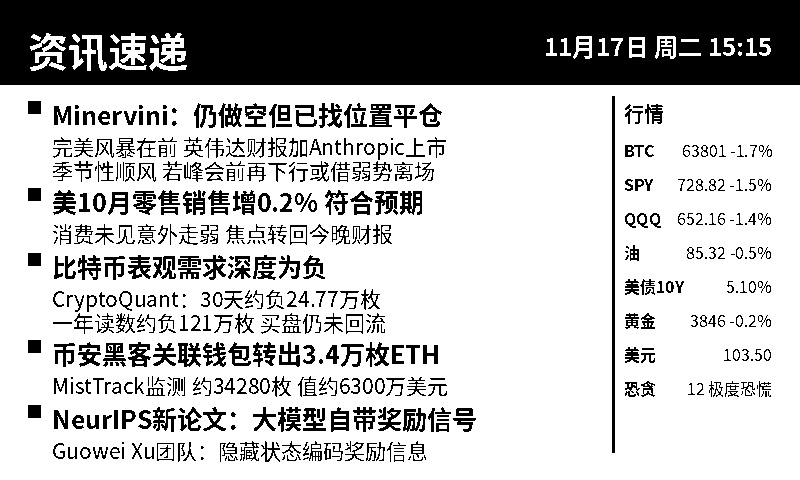 资讯速递
11月17日 周二 15:15
Minervini：仍做空但已找位置平仓
完美风暴在前 英伟达财报加Anthropic上市
季节性顺风 若峰会前再下行或借弱势离场
美10月零售销售增0.2% 符合预期
消费未见意外走弱 焦点转回今晚财报
比特币表观需求深度为负
CryptoQuant：30天约负24.77万枚
一年读数约负121万枚 买盘仍未回流
币安黑客关联钱包转出3.4万枚ETH
MistTrack监测 约34280枚 值约6300万美元
NeurIPS新论文：大模型自带奖励信号
Guowei Xu团队：隐藏状态编码奖励信息
行情
BTC 63801 -1.7%
SPY 728.82 -1.5%
QQQ 652.16 -1.4%
油 85.32 -0.5%
美债10Y 5.10%
黄金 3846 -0.2%
美元 103.50
恐贪 12 极度恐慌